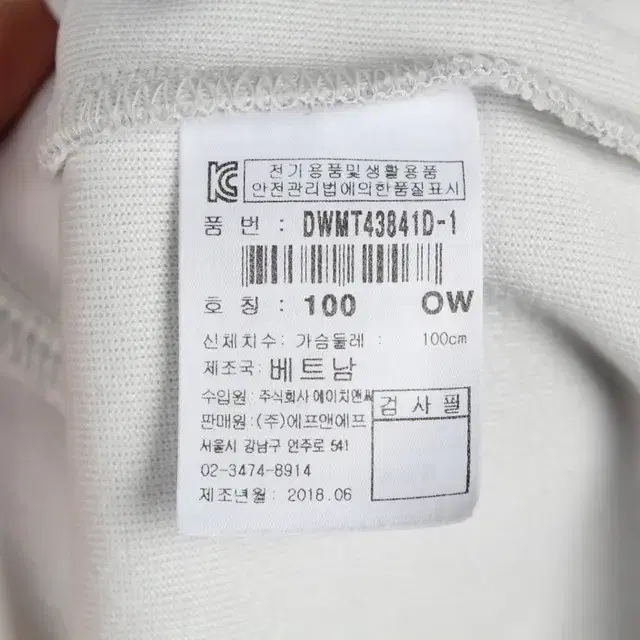 KC 전기용품및생활용품
안전관리법에의한품질표시
품 번 : DWMT43841D-1
호 칭 : 100 OW
신체치수 : 가슴둘레 : 100cm
제조국: 베트남
수입원: 주식회사 에이치앤씨
판매원:(주)에프앤에프
검사필
서울시 강남구 언주로 541
02-3474-8914
제조년월 : 2018.06